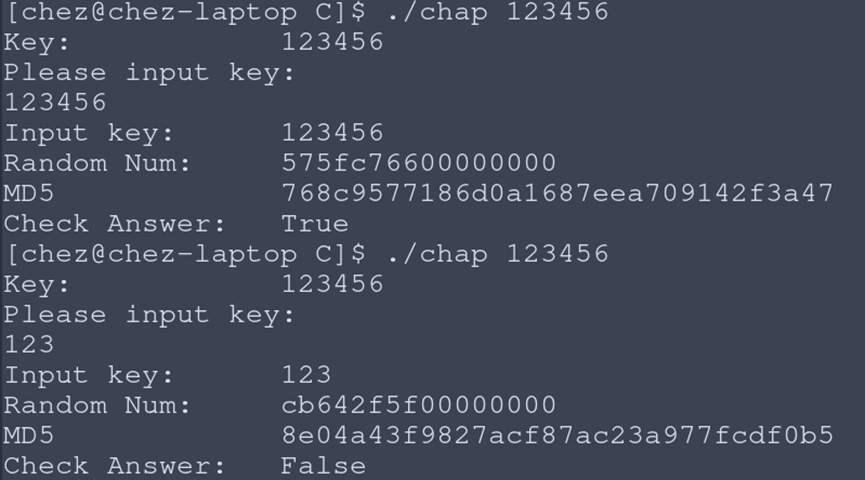 [chez@chez-laptop C]$ ./chap 123456
Key: 123456
Please input key:
123456
Input key: 123456
Random Num: 575fc76600000000
MD5 768c9577186d0a1687eea709142f3a47
Check Answer: True
[chez@chez-laptop C]$ ./chap 123456
Key: 123456
Please input key:
123
Input key: 123
Random Num: cb642f5f00000000
MD5 8e04a43f9827acf87ac23a977fcdf0b5
Check Answer: False